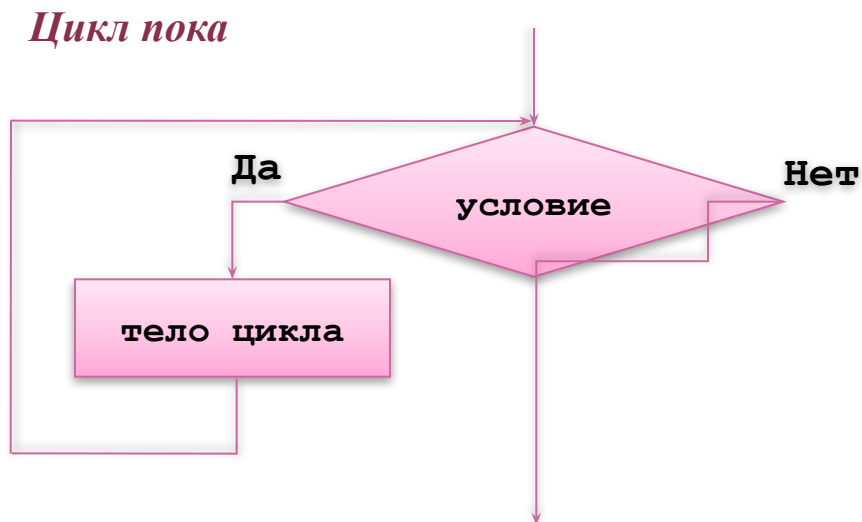 Цикл пока
Да
Нет
условие
тело цикла